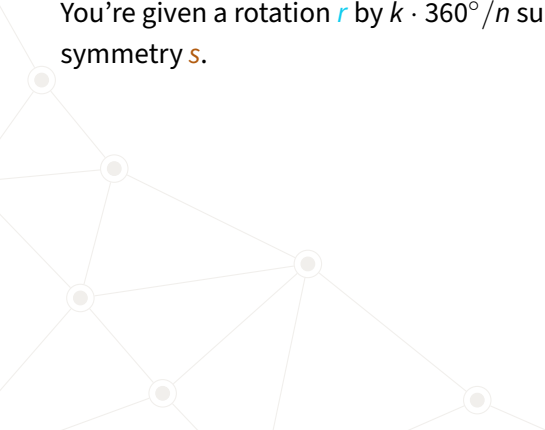 You’re given a rotation r by k · 360°/n su
symmetry s.